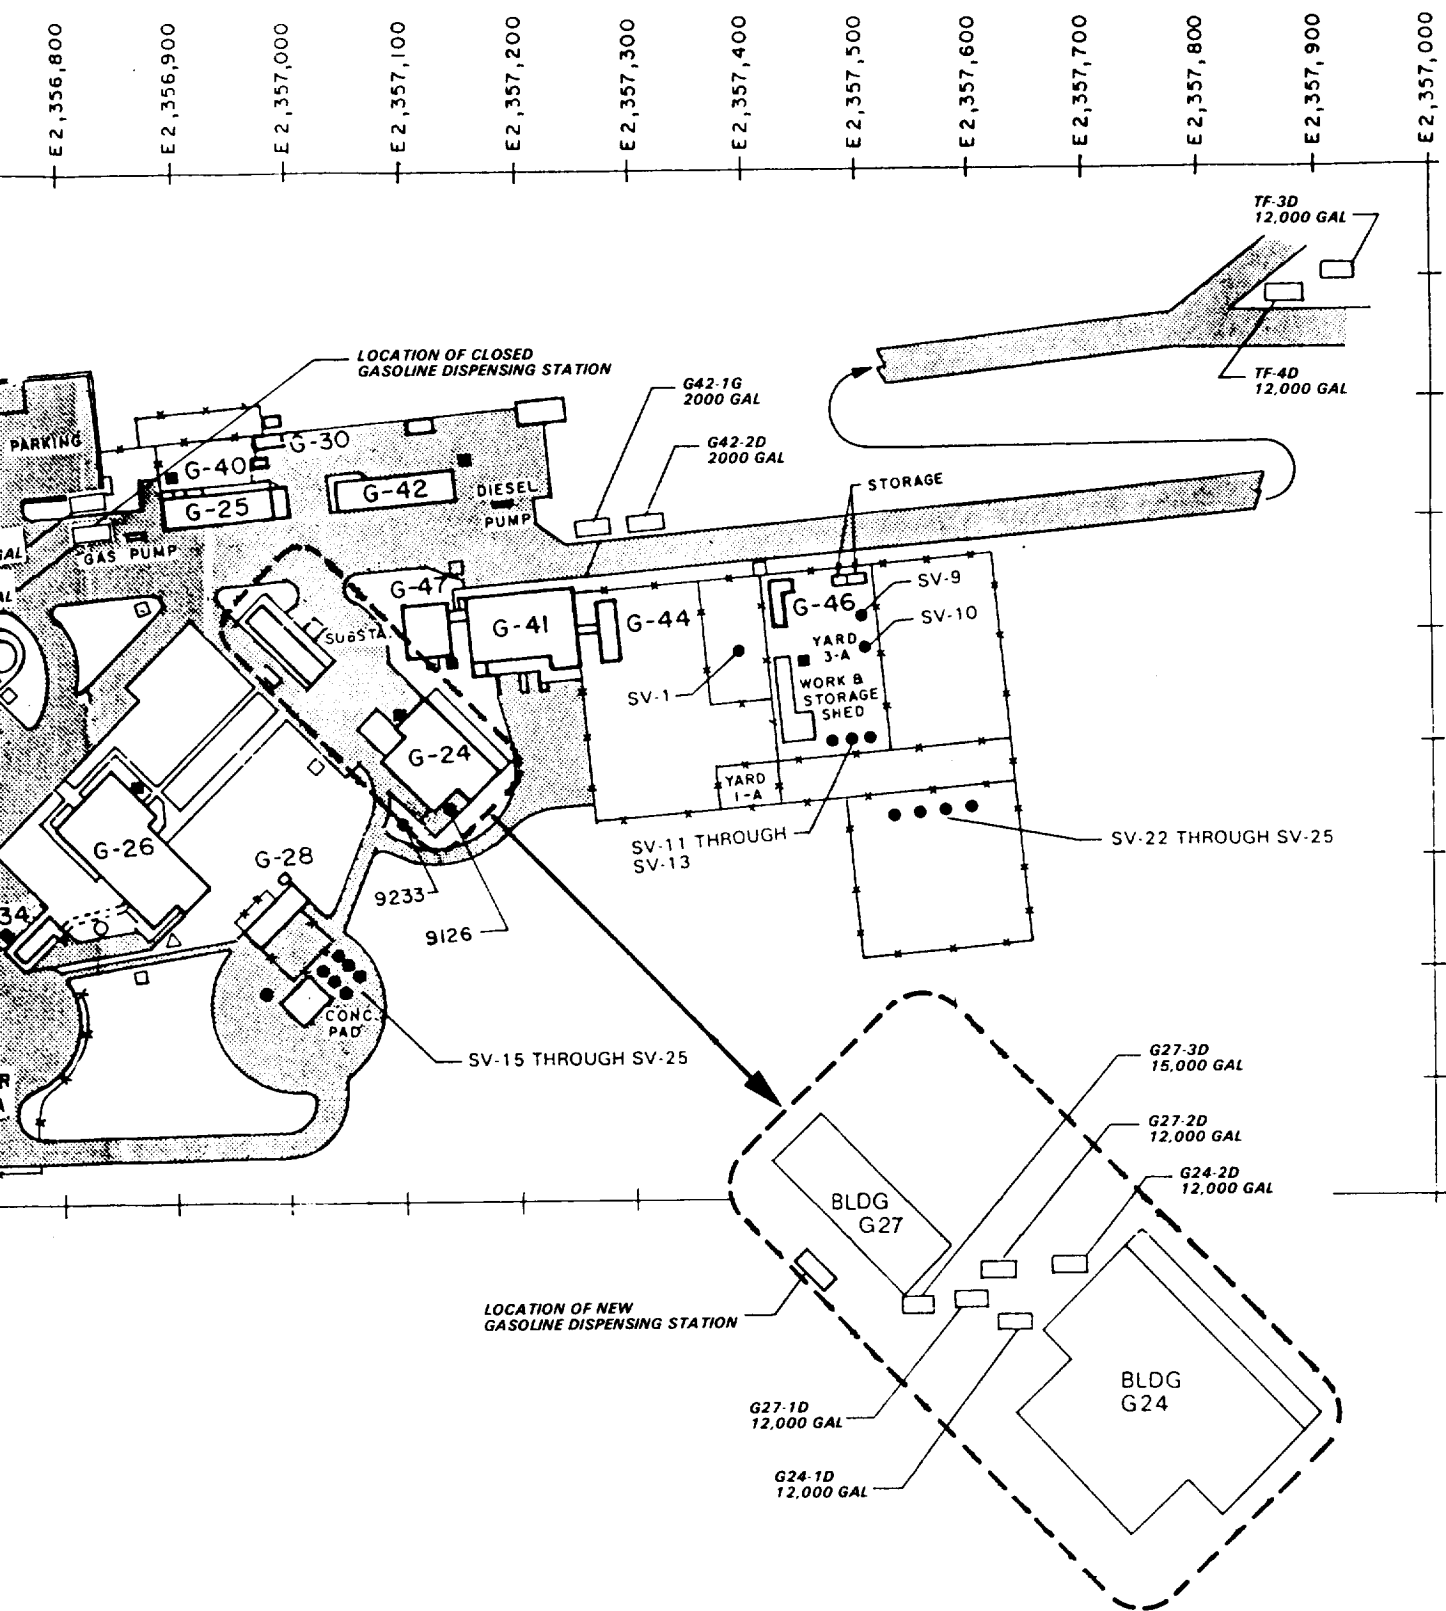 E 2,356,800
E 2,356,900
E 2,357,000
E 2,357,100
E 2,357,200
E 2,357,300
E 2,357,400
E 2,357,500
E 2,357,600
E 2,357,700
E 2,357,800
E 2,357,900
E 2,357,000
TF-3D
12,000 GAL
TF-4D
12,000 GAL
LOCATION OF CLOSED
GASOLINE DISPENSING STATION
G42-1G
2000 GAL
G42-2D
2000 GAL
PARKING
G-30
G-40
G-25
G-42
DIESEL
PUMP
STORAGE
GAL
GAS PUMP
AL
G-47
G-41
G-44
G-46
SV-9
SV-10
SUBSTA.
YARD
3-A
SV-1
WORK &
STORAGE
SHED
G-24
YARD
1-A
SV-11 THROUGH
SV-13
SV-22 THROUGH SV-25
G-26
G-28
9233
9126
34
CONC.
PAD
SV-15 THROUGH SV-25
R
A
G27-3D
15,000 GAL
G27-2D
12,000 GAL
G24-2D
12,000 GAL
BLDG
G27
LOCATION OF NEW
GASOLINE DISPENSING STATION
BLDG
G24
G27-1D
12,000 GAL
G24-1D
12,000 GAL